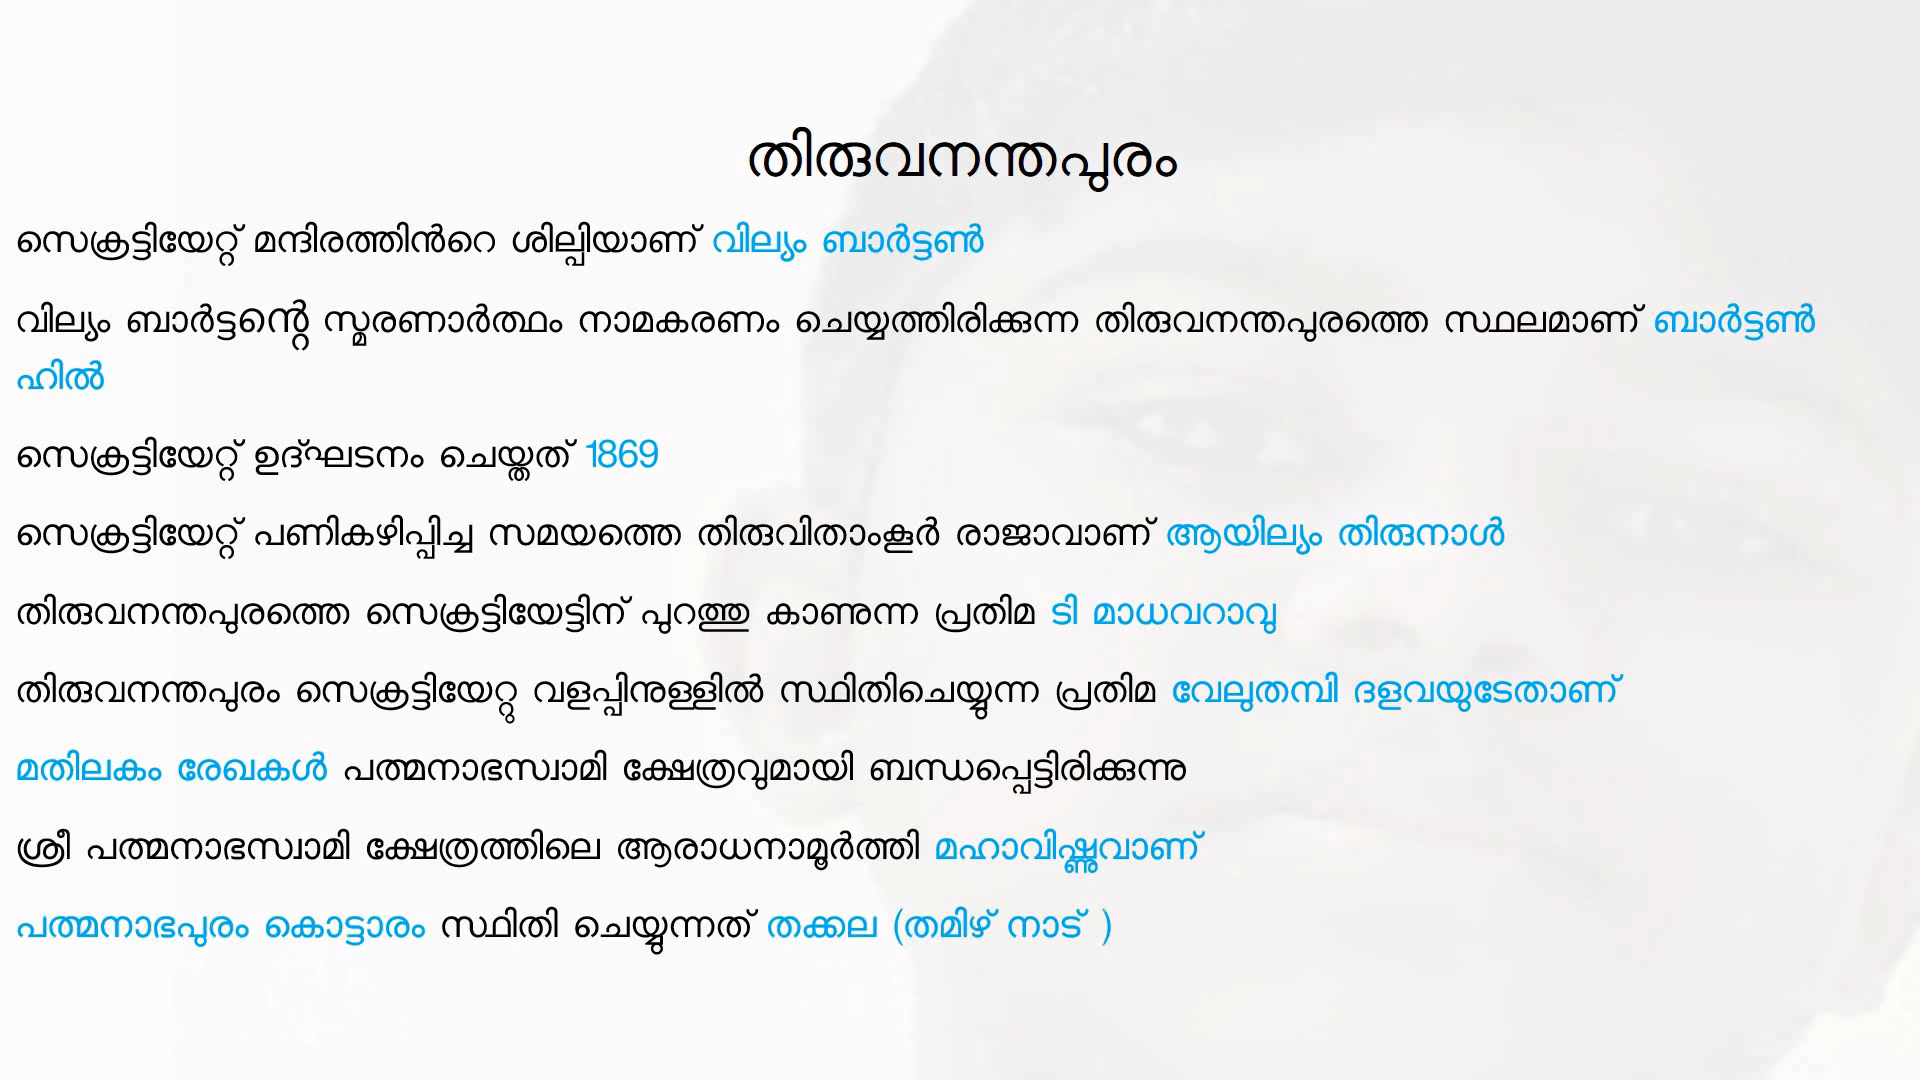 തിരുവനന്തപുരം
സെക്രട്ടിയേറ്റ് മന്ദിരത്തിൻറെ ശില്പിയാണ് വില്യം ബാർട്ടൺ
വില്യം ബാർട്ടന്റെ സ്മരണാർത്ഥം നാമകരണം ചെയ്യത്തിരിക്കുന്ന തിരുവനന്തപുരത്തെ സ്ഥലമാണ് ബാർട്ടൺ
ഹിൽ
സെക്രട്ടിയേറ്റ് ഉദ്ഘടനം ചെയ്തത് 1869
സെക്രട്ടിയേറ്റ് പണികഴിപ്പിച്ച സമയത്തെ തിരുവിതാംകൂർ രാജാവാണ് ആയില്യം തിരുനാൾ
തിരുവനന്തപുരത്തെ സെക്രട്ടിയേട്ടിന് പുറത്തു കാണുന്ന പ്രതിമ ടി മാധവറാവു
തിരുവനന്തപുരം സെക്രട്ടിയേറ്റു വളപ്പിനുള്ളിൽ സ്ഥിതിചെയ്യുന്ന പ്രതിമ വേലുതമ്പി ദളവയുടേതാണ്
മതിലകം രേഖകൾ പത്മനാഭസ്വാമി ക്ഷേത്രവുമായി ബന്ധപ്പെട്ടിരിക്കുന്നു
ശ്രീ പത്മനാഭസ്വാമി ക്ഷേത്രത്തിലെ ആരാധനാമൂർത്തി മഹാവിഷ്ണുവാണ്
പത്മനാഭപുരം കൊട്ടാരം സ്ഥിതി ചെയ്യുന്നത് തക്കല (തമിഴ് നാട് )